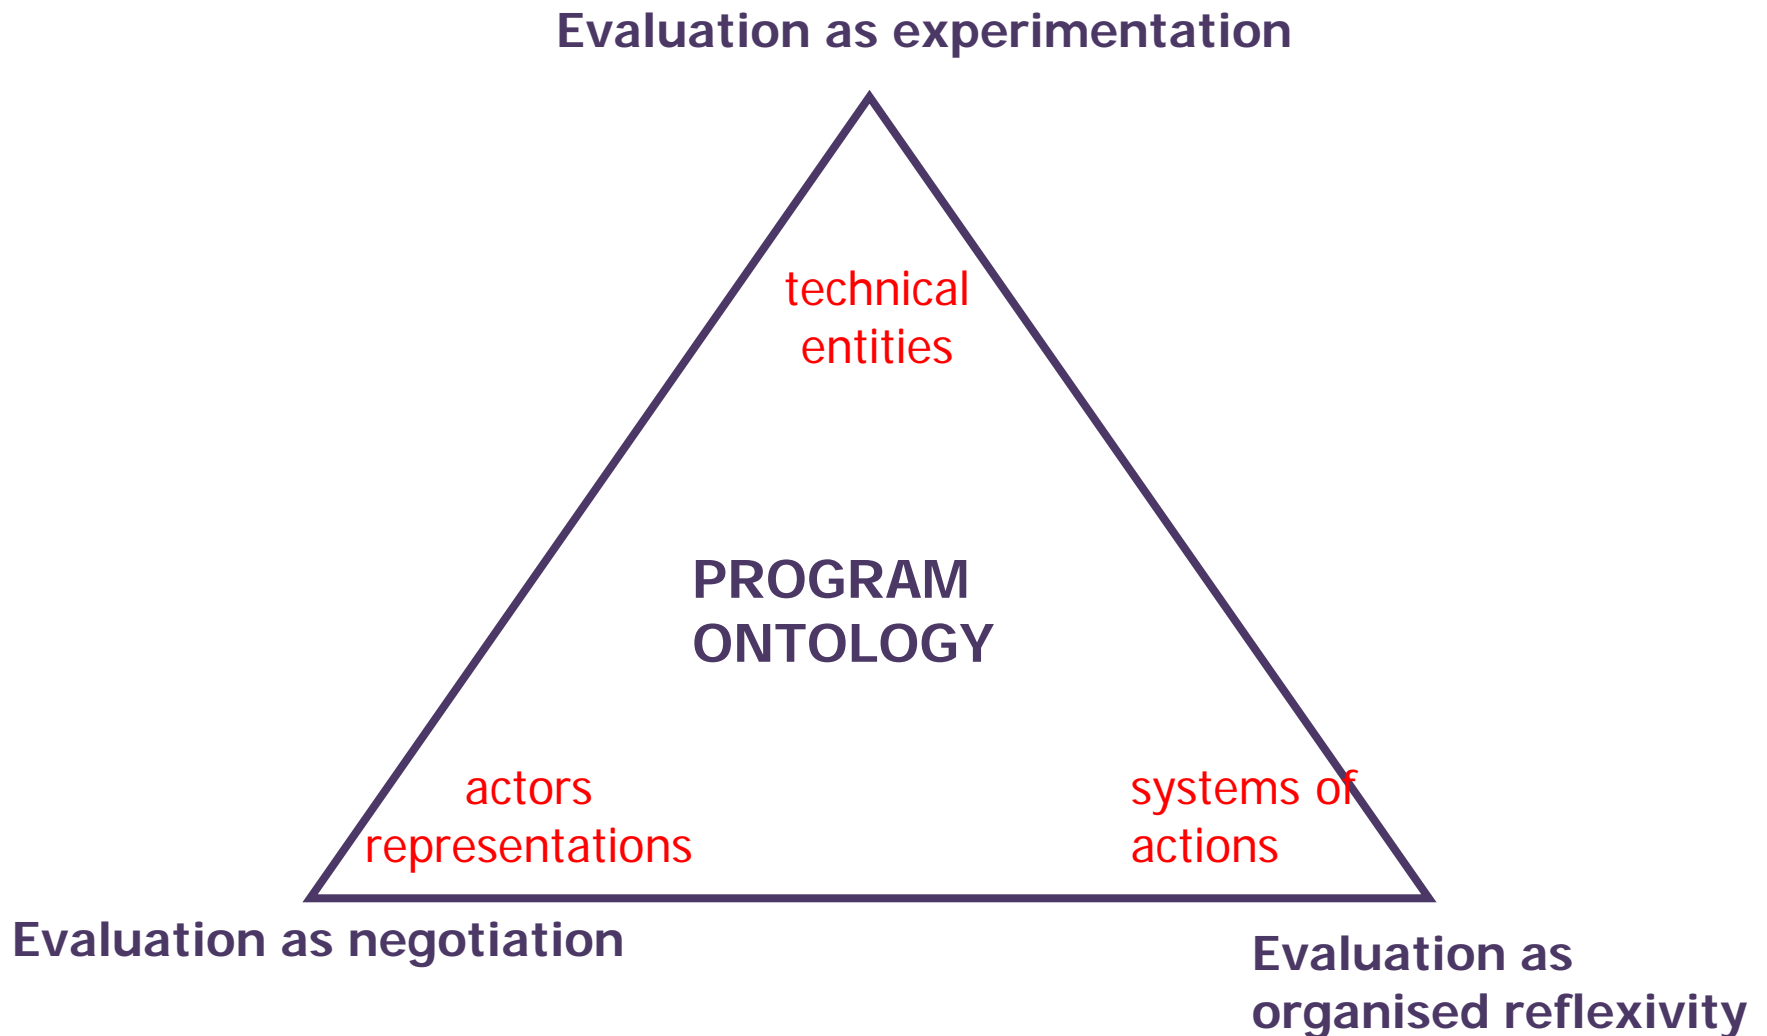 Evaluation as experimentation
technical
entities
PROGRAM
ONTOLOGY
actors
representations
systems of
actions
Evaluation as negotiation
Evaluation as
organised reflexivity